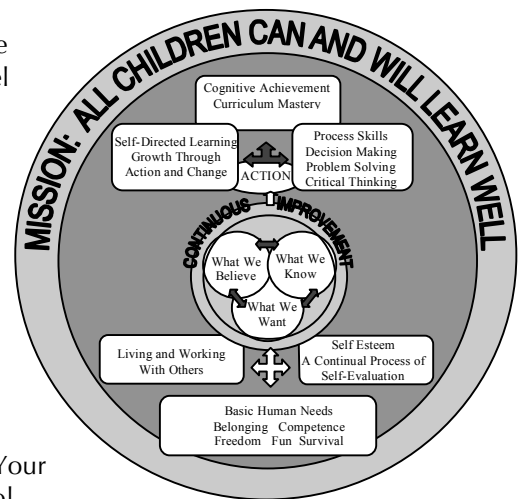 e
el
MISSION: ALL CHILDREN CAN AND WILL LEARN WELL
Cognitive Achievement
Curriculum Mastery
Self-Directed Learning
Growth Through
Action and Change
Process Skills
Decision Making
Problem Solving
Critical Thinking
ACTION
CONTINUOUS IMPROVEMENT
What We
Believe
What We
Know
What We
Want
Living and Working
With Others
Self Esteem
A Continual Process of
Self-Evaluation
Basic Human Needs
Belonging Competence
Freedom Fun Survival
Your